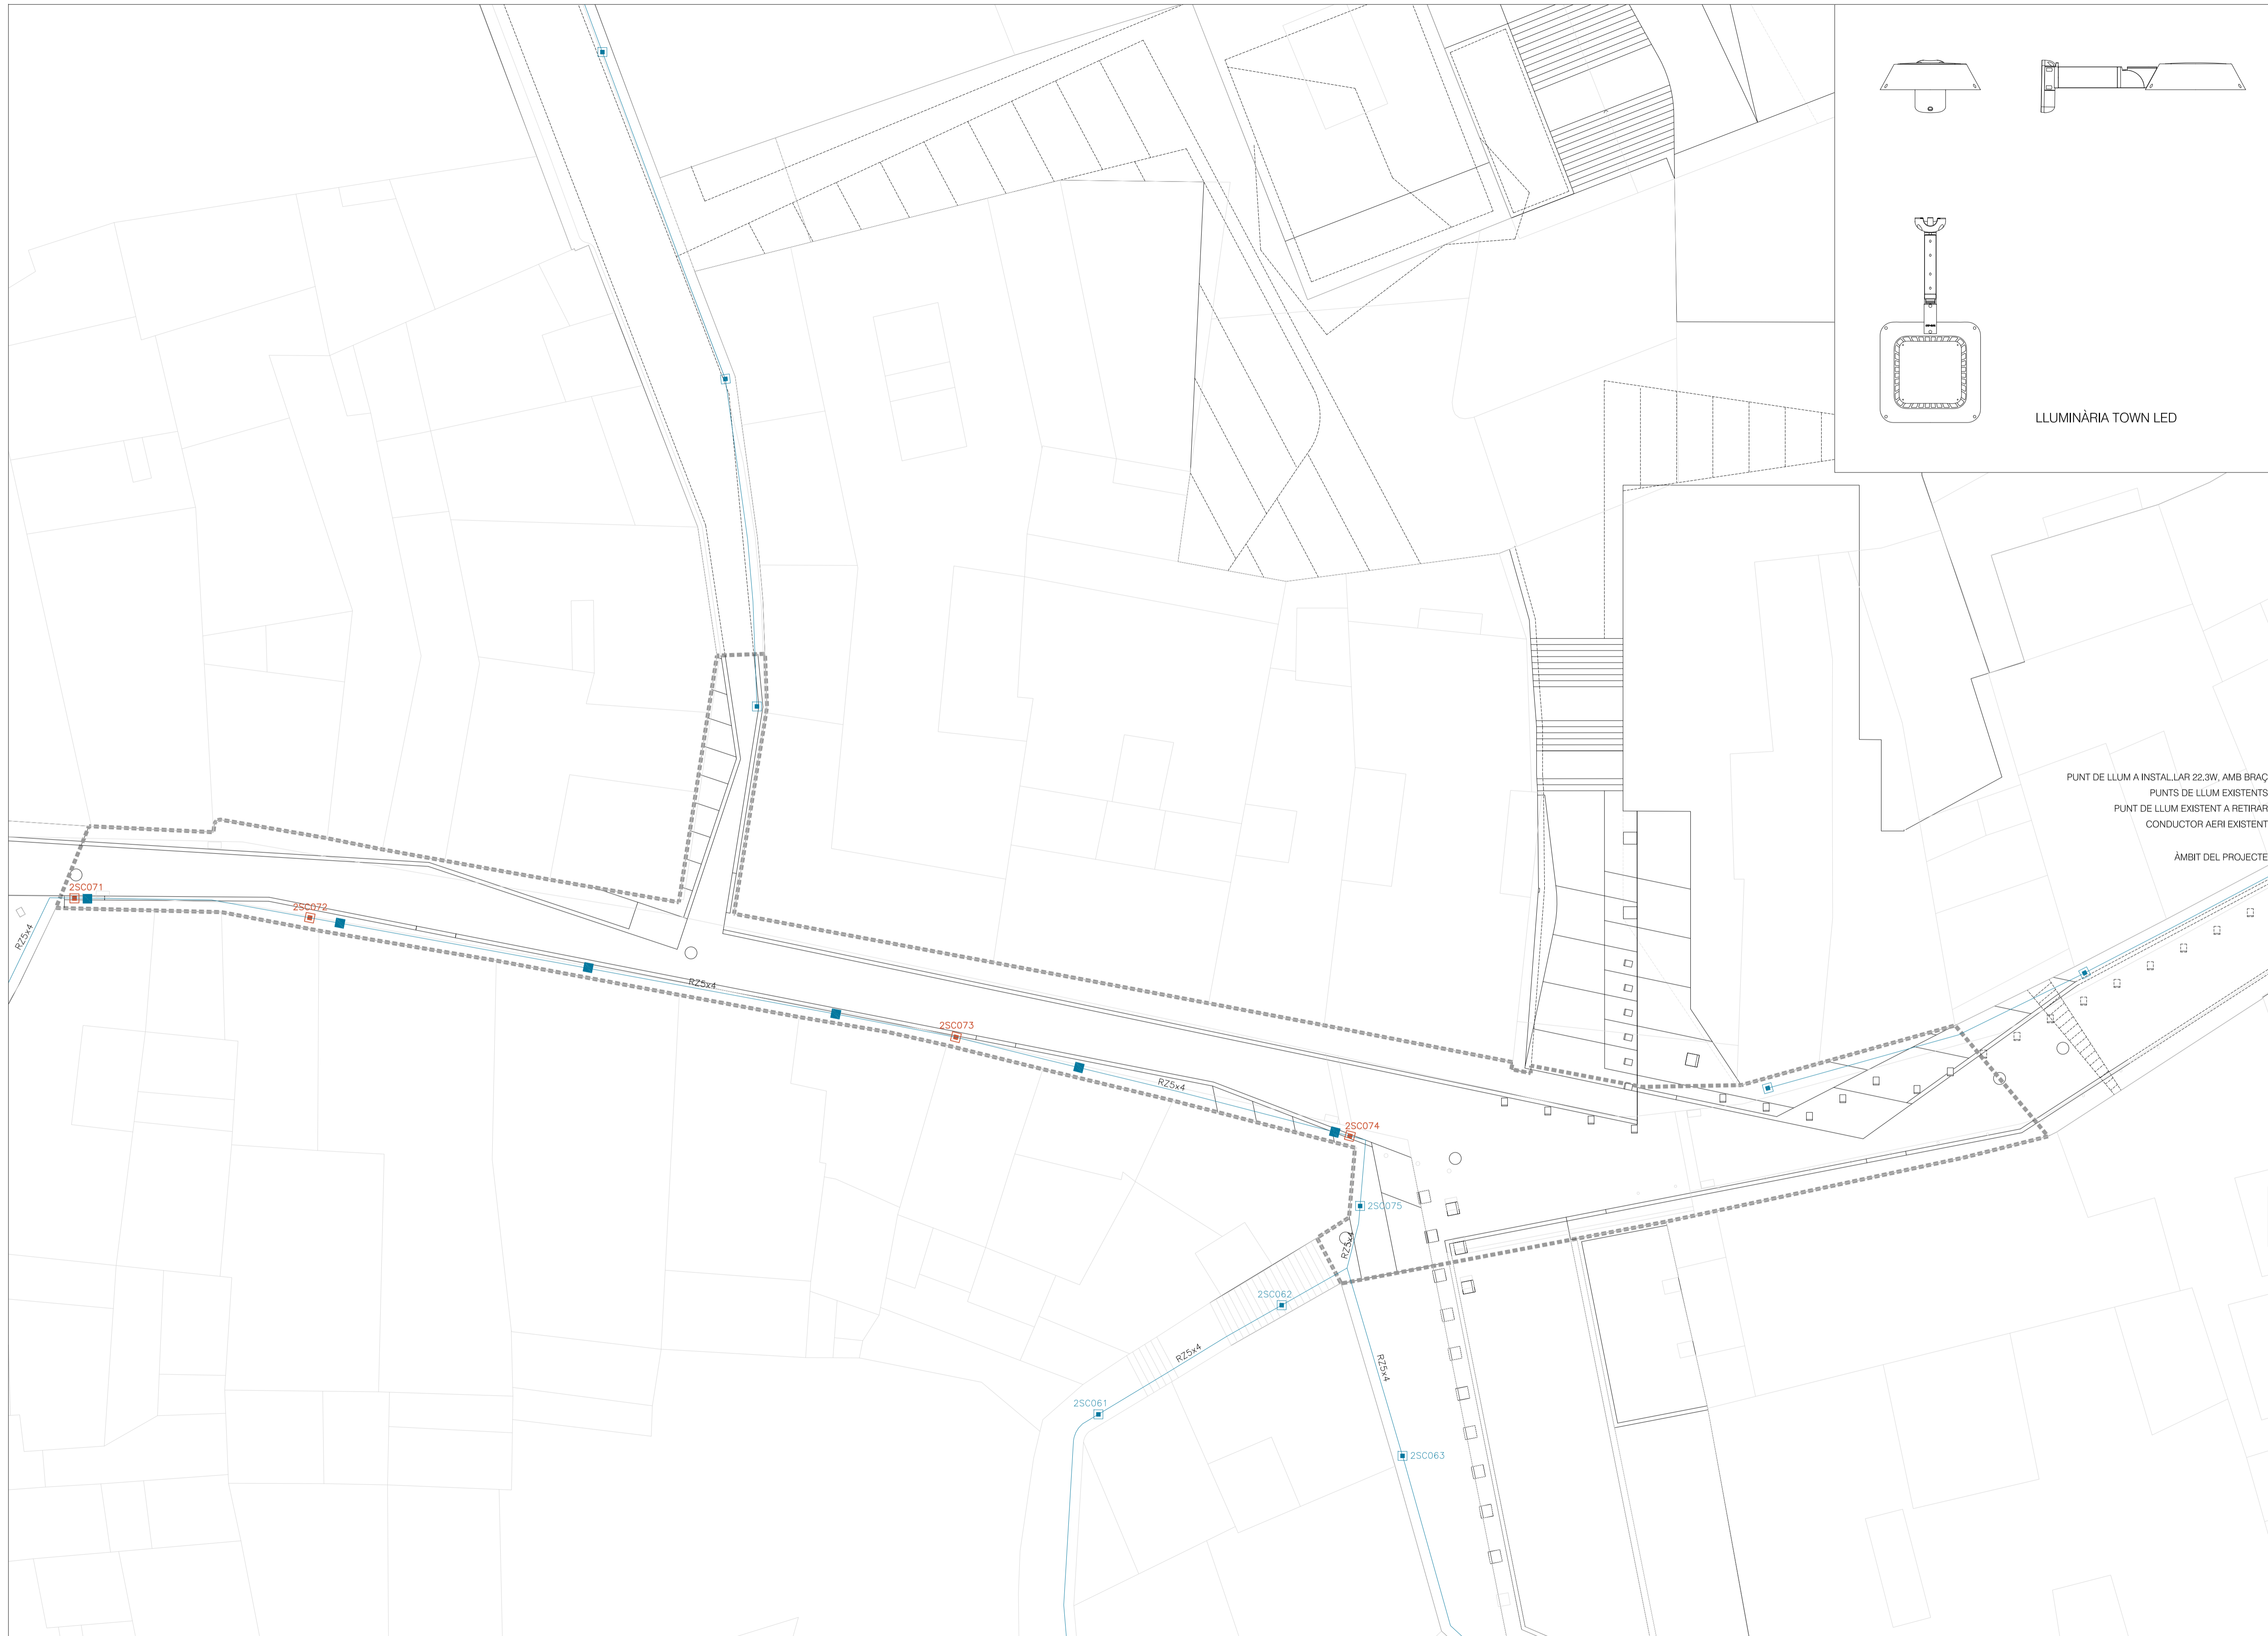 LLUMINÀRIA TOWN LED
PUNT DE LLUM A INSTAL.LAR 22.3W, AMB BRAÇ
PUNTS DE LLUM EXISTENTS
PUNT DE LLUM EXISTENT A RETIRAR
CONDUCTOR AERI EXISTENT
ÀMBIT DEL PROJECTE
2SC071
2SC072
RZ5x4
RZ5x4
2SC073
RZ5x4
2SC074
2SC075
RZ5x4
2SC062
RZ5x4
RZ5x4
2SC061
2SC063